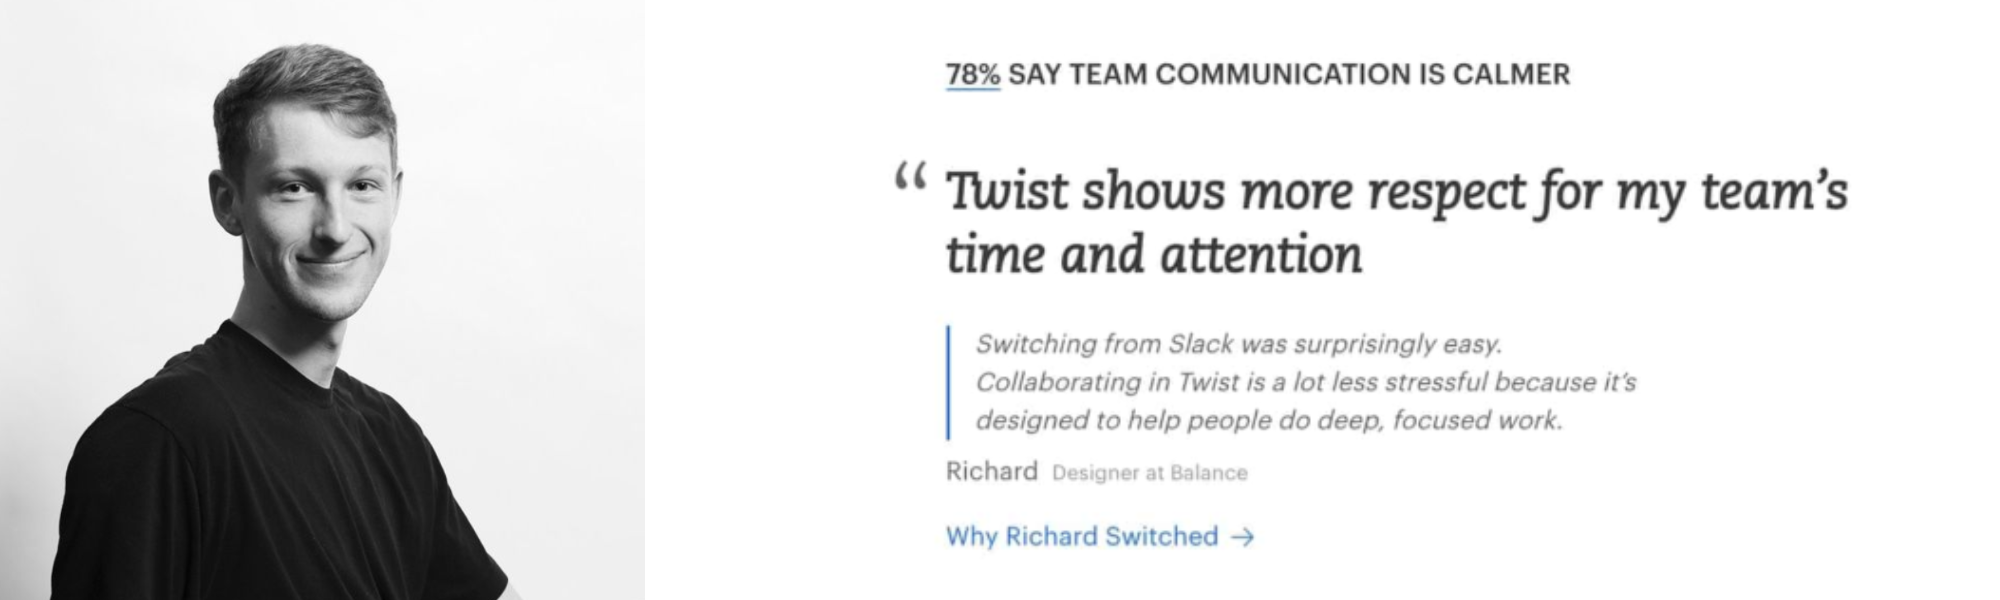 78% SAY TEAM COMMUNICATION IS CALMER
“ Twist shows more respect for my team’s
time and attention
Switching from Slack was surprisingly easy.
Collaborating in Twist is a lot less stressful because it’s
designed to help people do deep, focused work.
Richard Designer at Balance
Why Richard Switched →